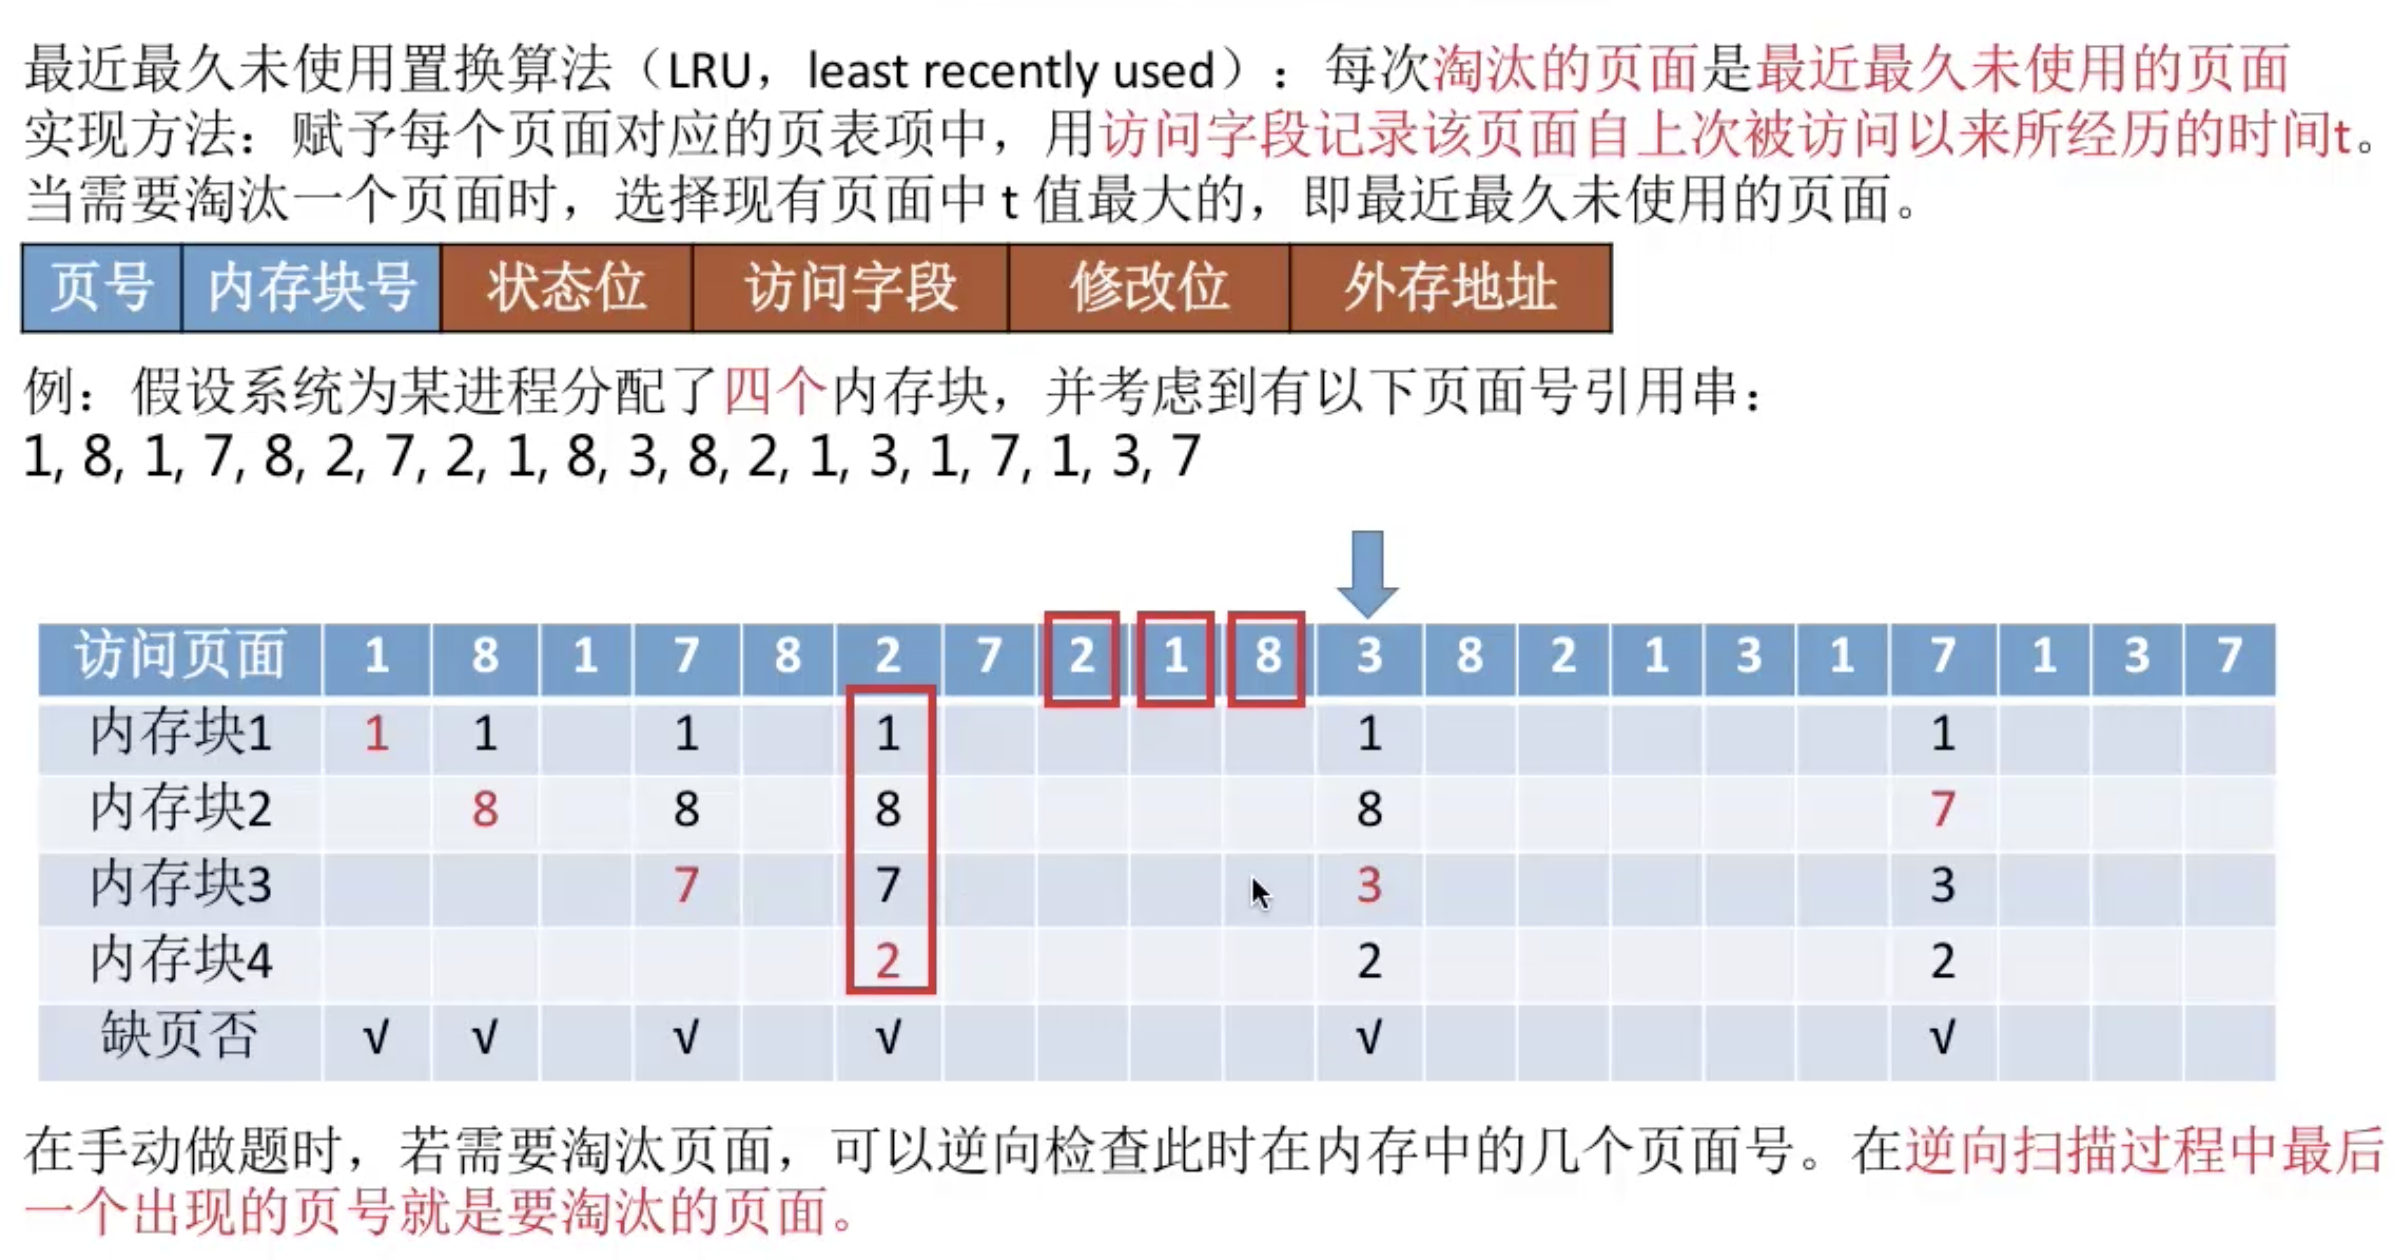 最近最久未使用置换算法（LRU，least recently used）：每次淘汰的页面是最近最久未使用的页面
实现方法：赋予每个页面对应的页表项中，用访问字段记录该页面自上次被访问以来所经历的时间t。
当需要淘汰一个页面时，选择现有页面中 t 值最大的，即最近最久未使用的页面。
页号 内存块号 状态位 访问字段 修改位 外存地址
例：假设系统为某进程分配了四个内存块，并考虑到有以下页面号引用串：
1, 8, 1, 7, 8, 2, 7, 2, 1, 8, 3, 8, 2, 1, 3, 1, 7, 1, 3, 7
访问页面 1 8 1 7 8 2 7 2 1 8 3 8 2 1 3 1 7 1 3 7
内存块1 1 1 1 1 1 1
内存块2 8 8 8 8 7
内存块3 7 7 3 3
内存块4 2 2 2
缺页否 √ √ √ √ √ √
在手动做题时，若需要淘汰页面，可以逆向检查此时在内存中的几个页面号。在逆向扫描过程中最后
一个出现的页号就是要淘汰的页面。